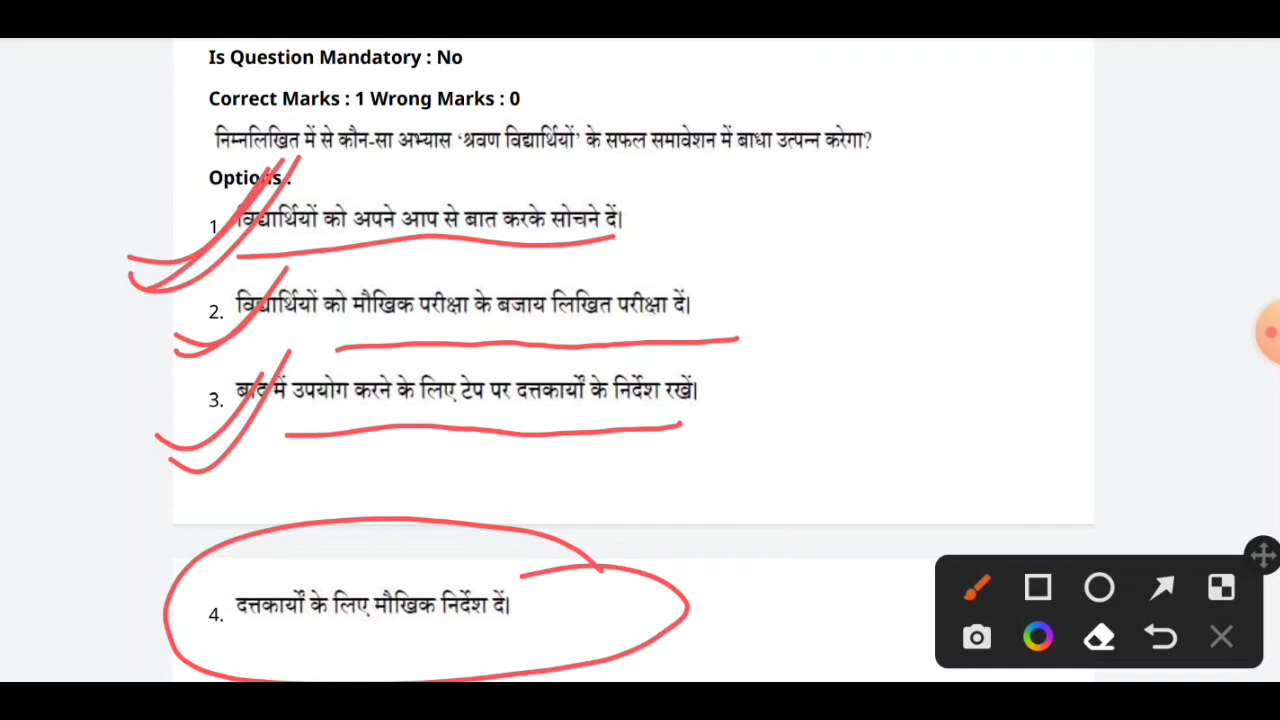 Is Question Mandatory : No
Correct Marks : 1 Wrong Marks : 0
निम्नलिखित में से कौन-सा अभ्यास ‘श्रवण विद्यार्थियों’ के सफल समावेशन में बाधा उत्पन्न करेगा?
Options :
1. विद्यार्थियों को अपने आप से बात करके सोचने दें।
2. विद्यार्थियों को मौखिक परीक्षा के बजाय लिखित परीक्षा दें।
3. बाद में उपयोग करने के लिए टेप पर दत्तकार्यों के निर्देश रखें।
4. दत्तकार्यों के लिए मौखिक निर्देश दें।